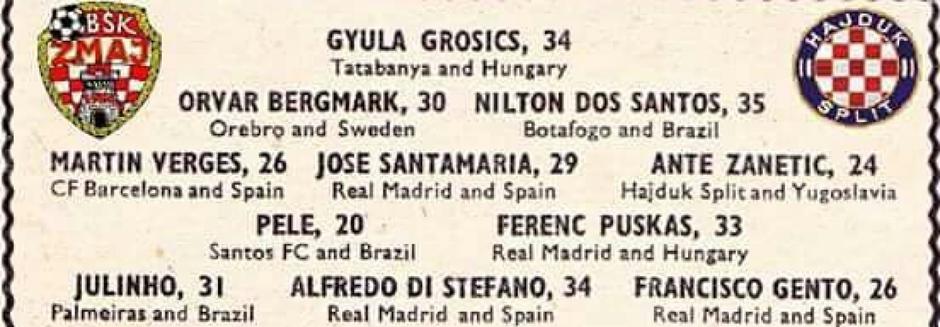 BŠK
ZMAJ
HAJDUK
SPLIT
GYULA GROSICS, 34
Tatabanya and Hungary
ORVAR BERGMARK, 30 NILTON DOS SANTOS, 35
Orebro and Sweden Botafogo and Brazil
MARTIN VERGES, 26 JOSE SANTAMARIA, 29 ANTE ZANETIC, 24
CF Barcelona and Spain Real Madrid and Spain Hajduk Split and Yugoslavia
PELE, 20 FERENC PUSKAS, 33
Santos FC and Brazil Real Madrid and Hungary
JULINHO, 31 ALFREDO DI STEFANO, 34 FRANCISCO GENTO, 26
Palmeiras and Brazil Real Madrid and Spain Real Madrid and Spain